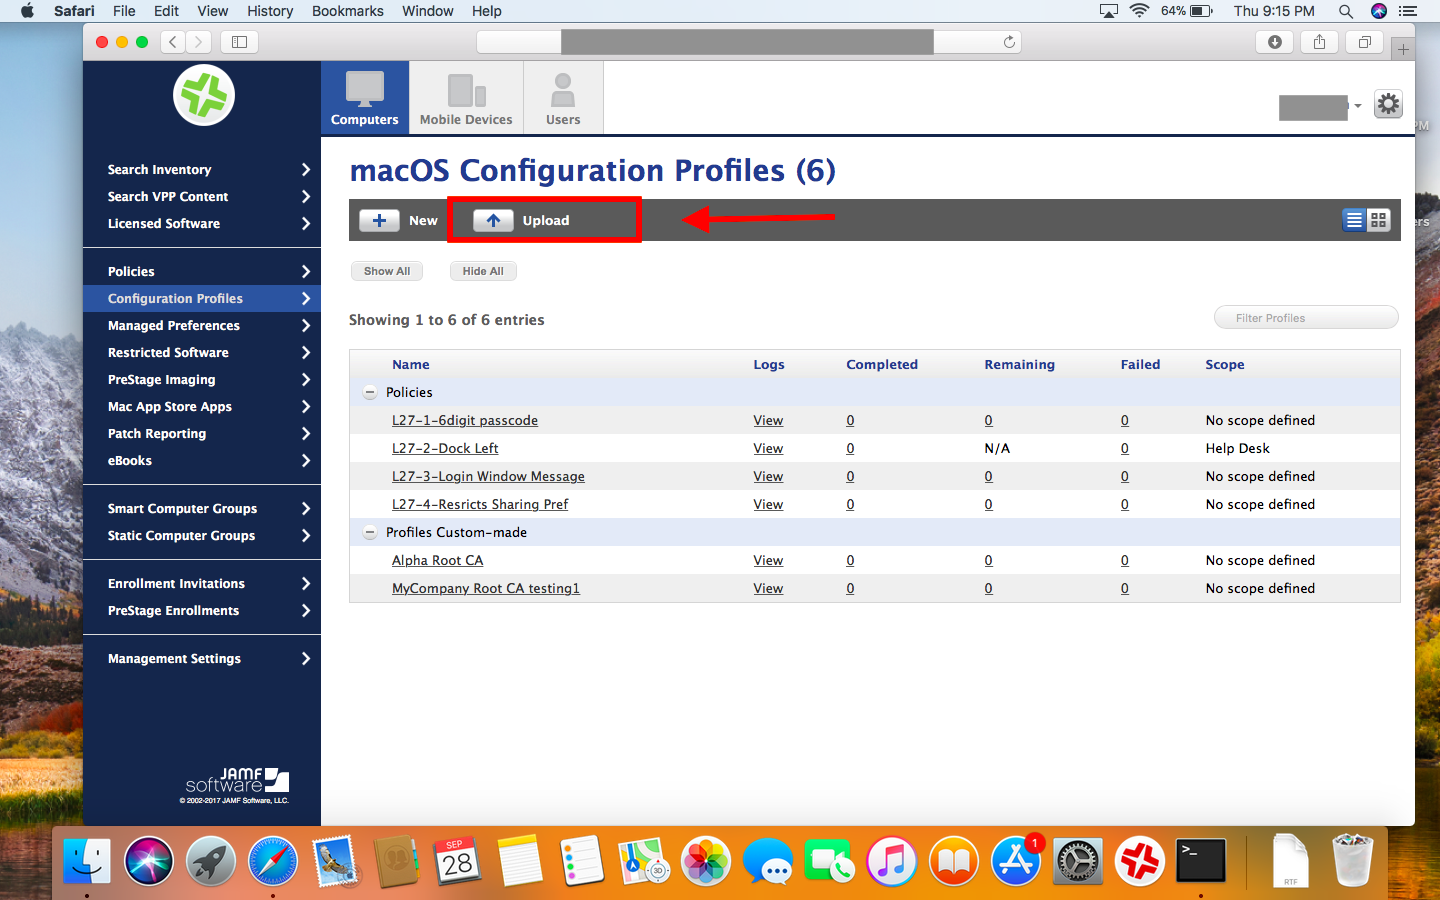 Safari File Edit View History Bookmarks Window Help 64% Thu 9:15 PM
Computers
Mobile Devices
Users
Search Inventory
Search VPP Content
Licensed Software
Policies
Configuration Profiles
Managed Preferences
Restricted Software
PreStage Imaging
Mac App Store Apps
Patch Reporting
eBooks
Smart Computer Groups
Static Computer Groups
Enrollment Invitations
PreStage Enrollments
Management Settings
JAMF
software
© 2002-2017 JAMF Software, LLC.
macOS Configuration Profiles (6)
New Upload
Show All Hide All
Showing 1 to 6 of 6 entries
Filter Profiles
Name Logs Completed Remaining Failed Scope
Policies
L27-1-6digit passcode View 0 0 0 No scope defined
L27-2-Dock Left View 0 N/A 0 Help Desk
L27-3-Login Window Message View 0 0 0 No scope defined
L27-4-Resricts Sharing Pref View 0 0 0 No scope defined
Profiles Custom-made
Alpha Root CA View 0 0 0 No scope defined
MyCompany Root CA testing1 View 0 0 0 No scope defined
PM
ers
SEP
28
3D
1
>_
RTF